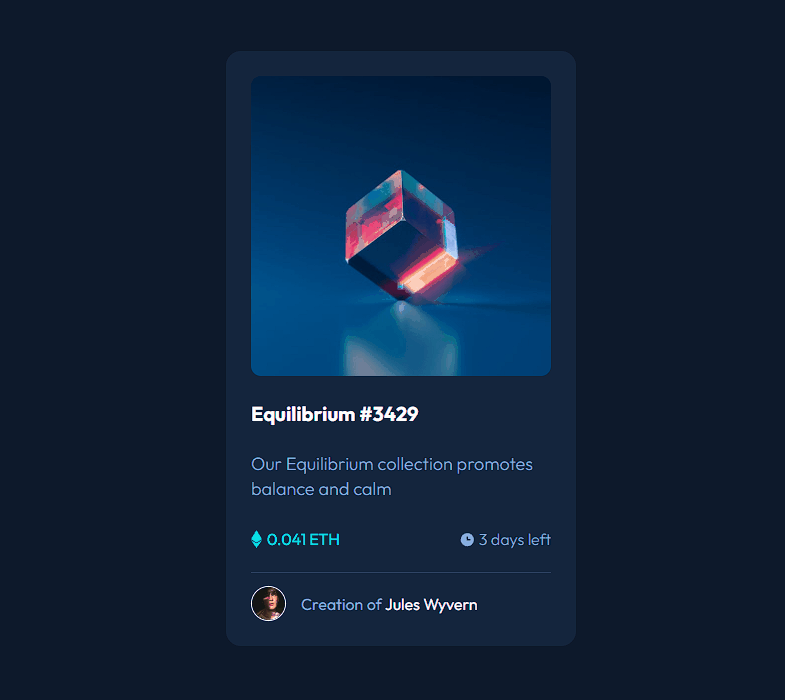 Equilibrium #3429
Our Equilibrium collection promotes
balance and calm
0.041 ETH
3 days left
Creation of Jules Wyvern